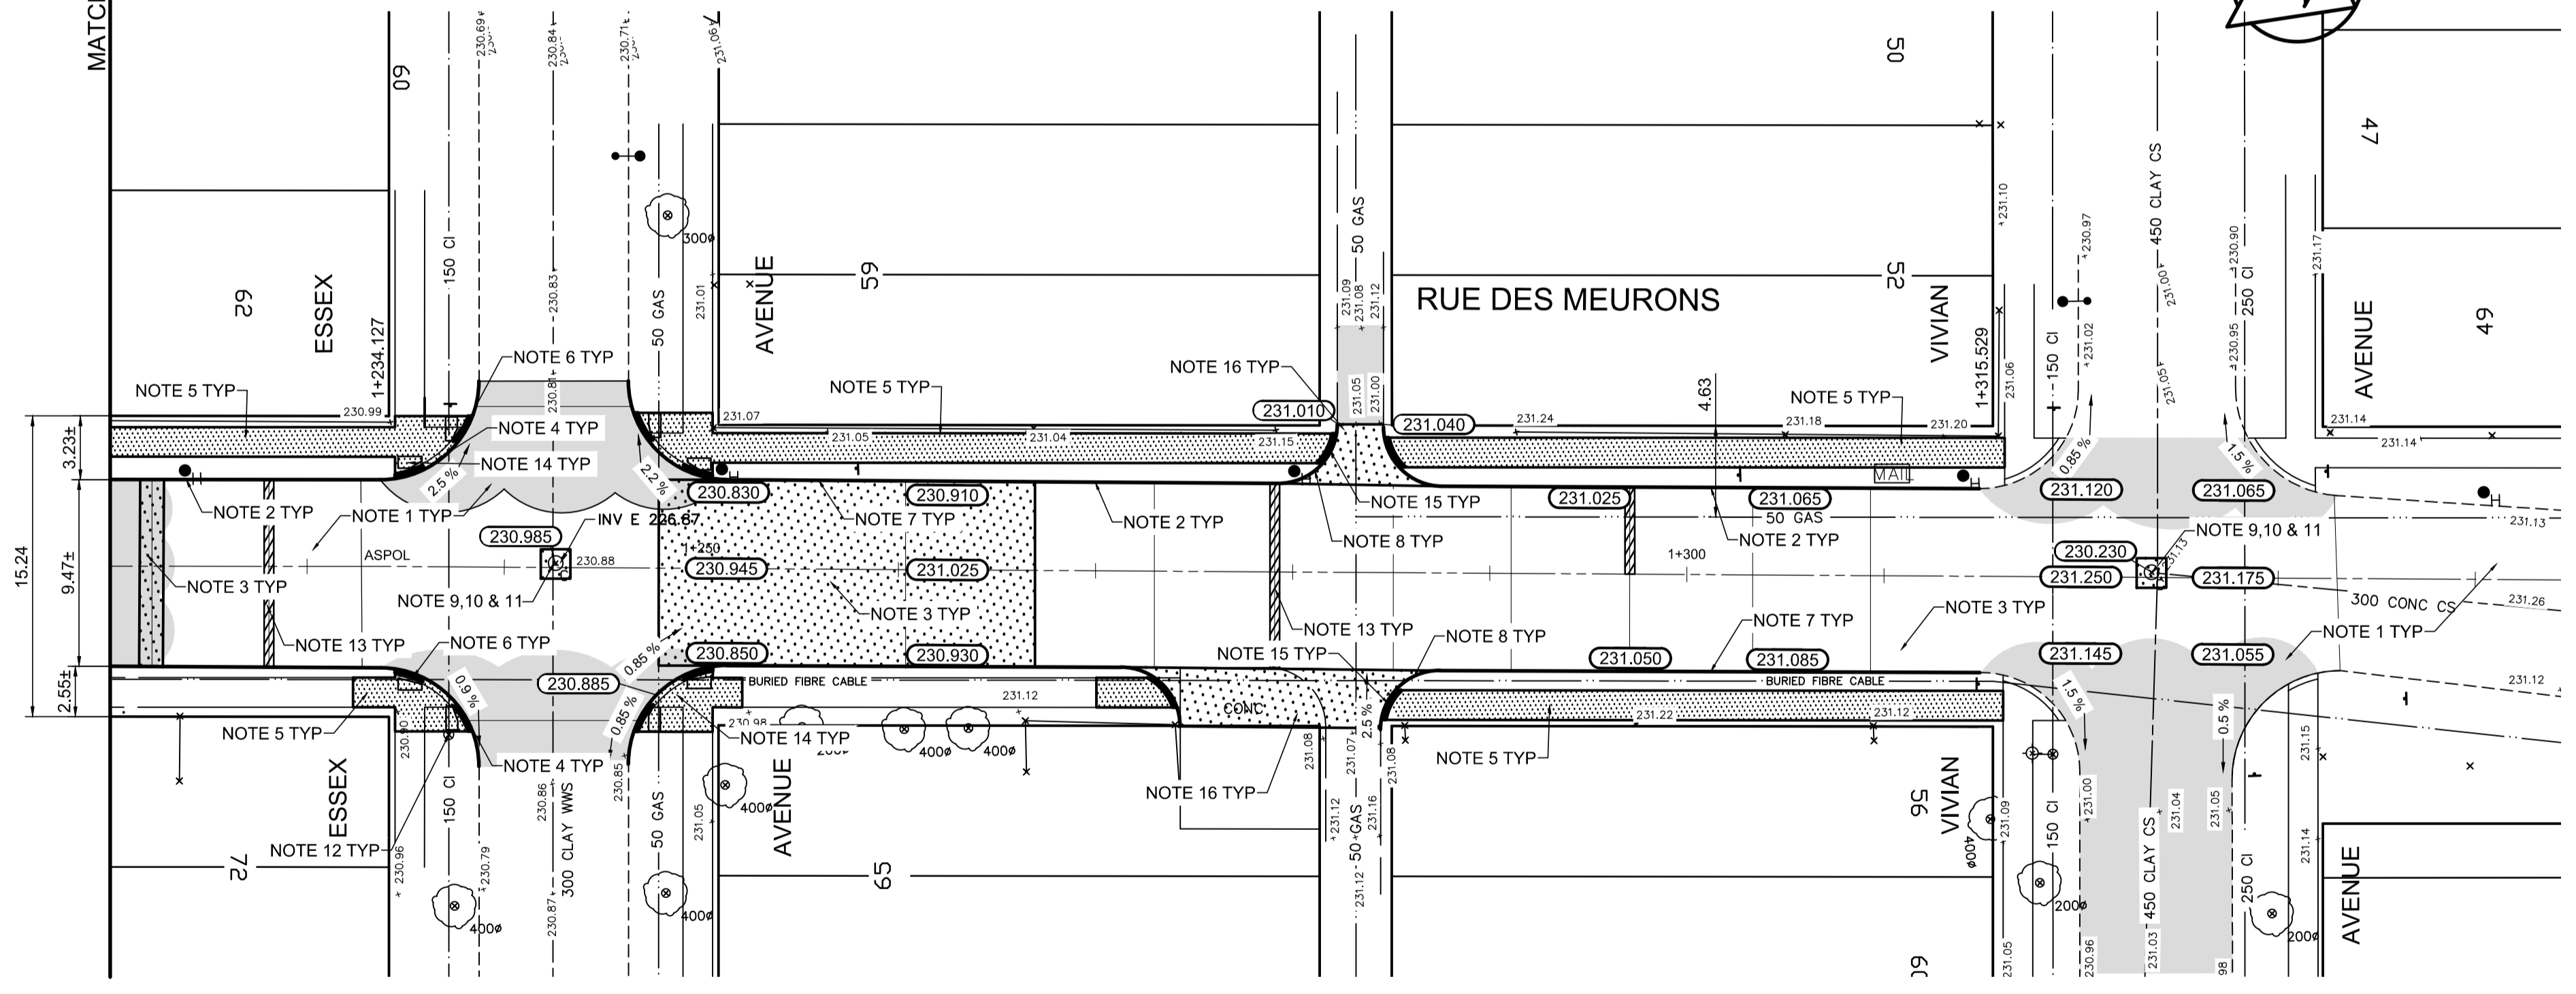 MATC
230.69
230.84
230.71
231.06
60
50
47
150 CI
300ø
50 GAS
50 GAS
231.10
230.97
450 CLAY CS
230.90
231.17
62
ESSEX
1+234.127
230.83
231.01
AVENUE
59
231.09
231.08
231.12
RUE DES MEURONS
52
VIVIAN
1+315.529
150 CI
231.02
231.00
250 CI
230.95
AVENUE
49
NOTE 6 TYP
NOTE 5 TYP
230.81
NOTE 5 TYP
NOTE 16 TYP
231.05
231.00
4.63
NOTE 5 TYP
231.06
231.05
230.99
231.07
231.010
231.040
231.24
231.18
231.20
231.14
231.14
NOTE 4 TYP
231.05
231.04
231.15
3.23±
NOTE 14 TYP
2.5 %
2.2 %
MAIL
0.85 %
1.5 %
H
H
H
H
230.830
230.910
NOTE 15 TYP
231.025
231.065
231.120
231.065
NOTE 2 TYP
NOTE 1 TYP
INV E 226.87
NOTE 7 TYP
NOTE 2 TYP
50 GAS
231.13
230.985
NOTE 8 TYP
NOTE 2 TYP
NOTE 9,10 & 11
15.24
9.47±
ASPOL
230.88
1+250
1+300
230.230
231.13
230.945
231.025
231.250
231.175
NOTE 3 TYP
NOTE 9,10 & 11
NOTE 3 TYP
NOTE 3 TYP
300 CONC CS
231.26
NOTE 13 TYP
NOTE 6 TYP
NOTE 13 TYP
NOTE 8 TYP
NOTE 7 TYP
NOTE 1 TYP
0.85 %
230.850
230.930
NOTE 15 TYP
231.050
231.085
231.145
231.055
2.55±
0.9 %
230.885
BURIED FIBRE CABLE
BURIED FIBRE CABLE
231.12
1.5 %
0.5 %
231.12
CONC
2.5 %
0.85 %
230.98
231.22
231.12
NOTE 5 TYP
230.90
NOTE 14 TYP
200ø
400ø
400ø
231.08
231.07
231.08
NOTE 5 TYP
231.15
NOTE 4 TYP
ESSEX
150 CI
230.86
300 CLAY WWS
230.85
50 GAS
231.05
400ø
AVENUE
NOTE 16 TYP
231.12
231.16
50 GAS
56
VIVIAN
231.09
150 CI
231.00
231.04
231.05
231.14
NOTE 12 TYP
72
230.96
230.79
230.87
65
231.12
400ø
450 CLAY CS
250 CI
AVENUE
400ø
400ø
200ø
200ø
231.05
230.96
231.03
98